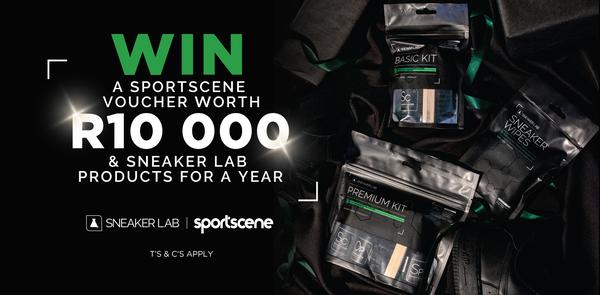 WIN
A SPORTSCENE
VOUCHER WORTH
R10 000
& SNEAKER LAB
PRODUCTS FOR A YEAR
SNEAKER LAB | sportscene
T'S & C'S APPLY
BASIC KIT
SNEAKER
WIPES
PREMIUM KIT